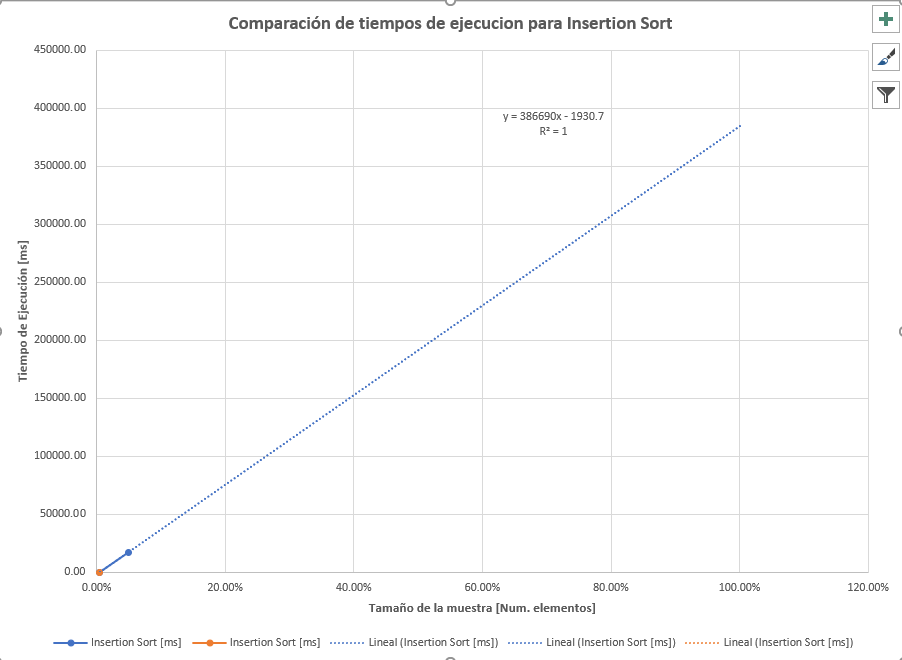 Comparación de tiempos de ejecucion para Insertion Sort
450000.00
400000.00
350000.00
300000.00
250000.00
200000.00
150000.00
100000.00
50000.00
0.00
Tiempo de Ejecución [ms]
y = 386690x - 1930.7
R² = 1
0.00% 20.00% 40.00% 60.00% 80.00% 100.00% 120.00%
Tamaño de la muestra [Num. elementos]
Insertion Sort [ms] Insertion Sort [ms] Lineal (Insertion Sort [ms]) Lineal (Insertion Sort [ms]) Lineal (Insertion Sort [ms])